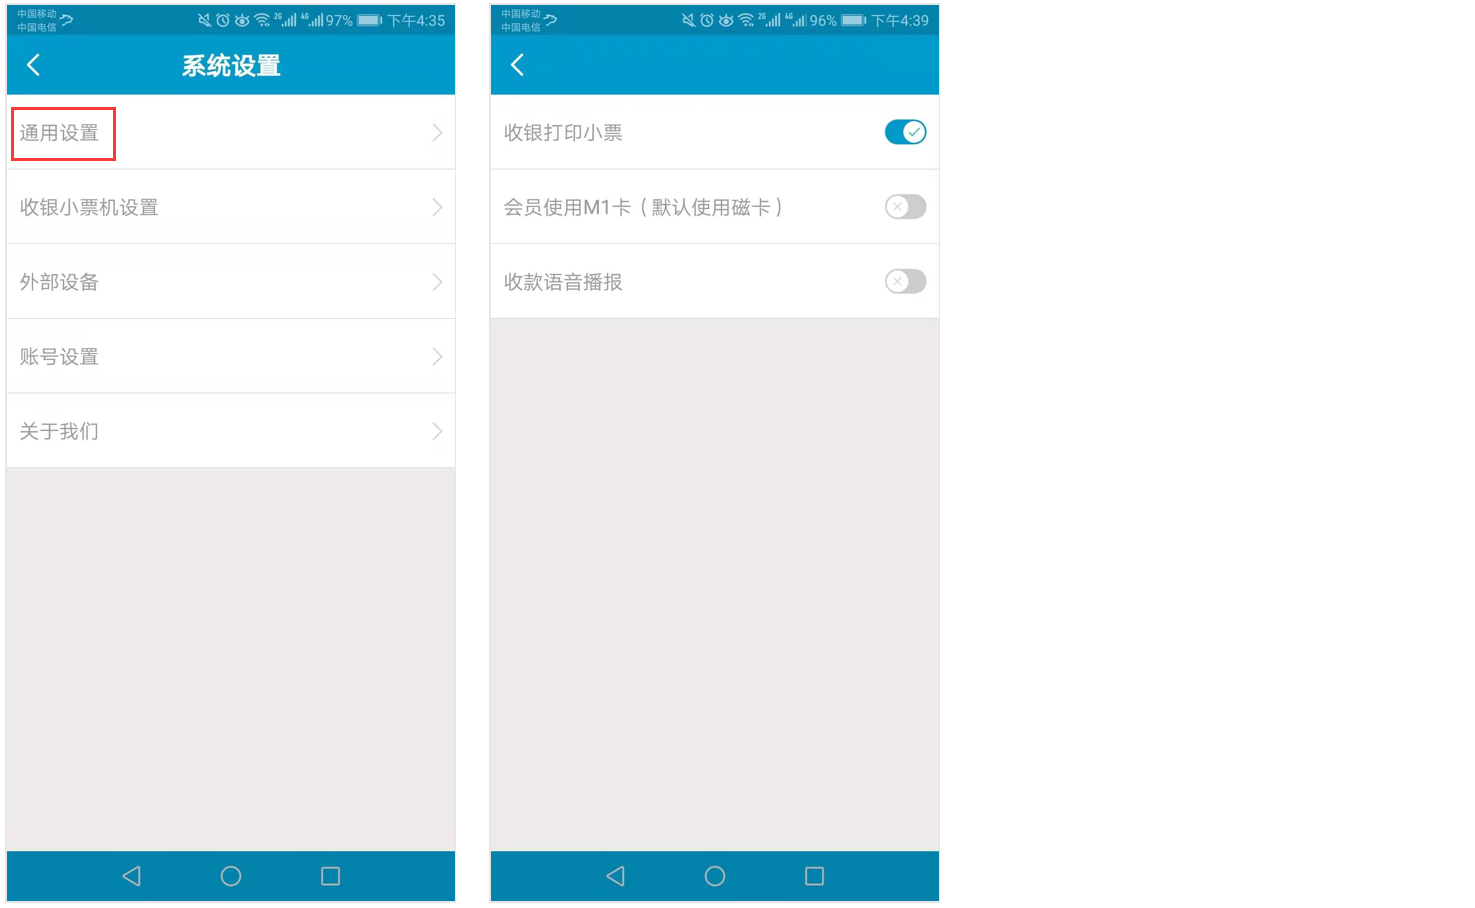 中国移动
中国电信
2G 4G 97% 下午4:35
系统设置
通用设置
收银小票机设置
外部设备
账号设置
关于我们
中国移动
中国电信
2G 4G 96% 下午4:39
收银打印小票
会员使用M1卡（默认使用磁卡）
收款语音播报